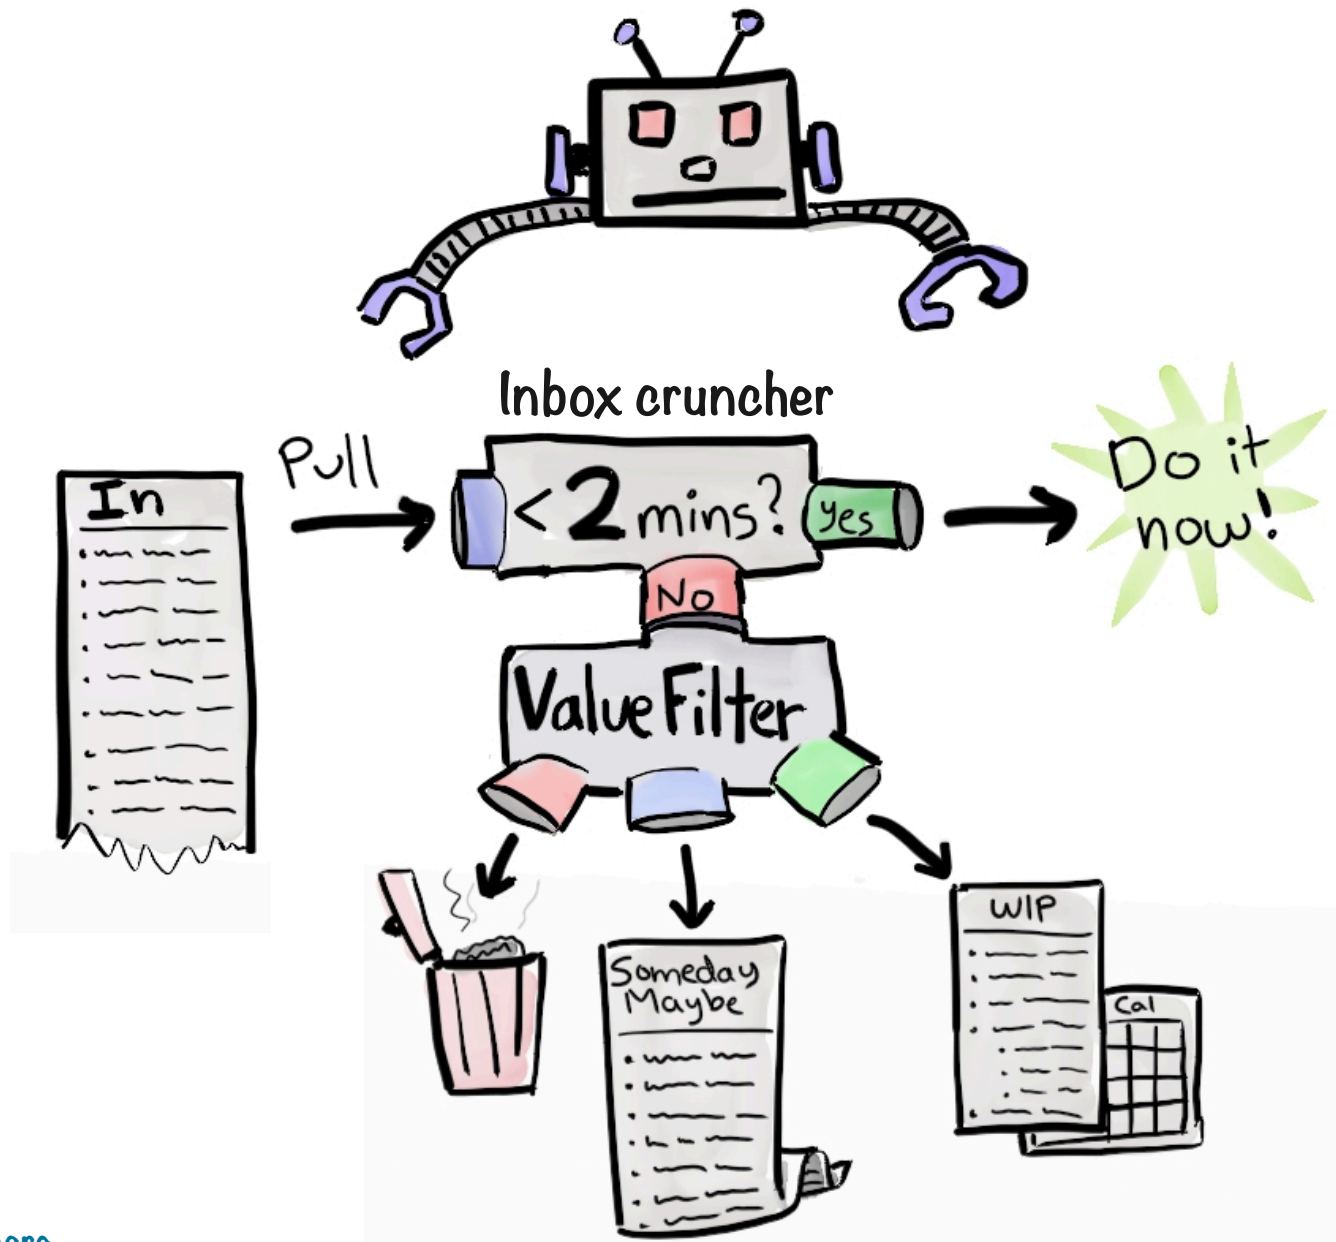 Inbox cruncher
Pull
In
< 2 mins?
yes
Do it
now!
No
Value Filter
Someday
Maybe
WIP
Cal